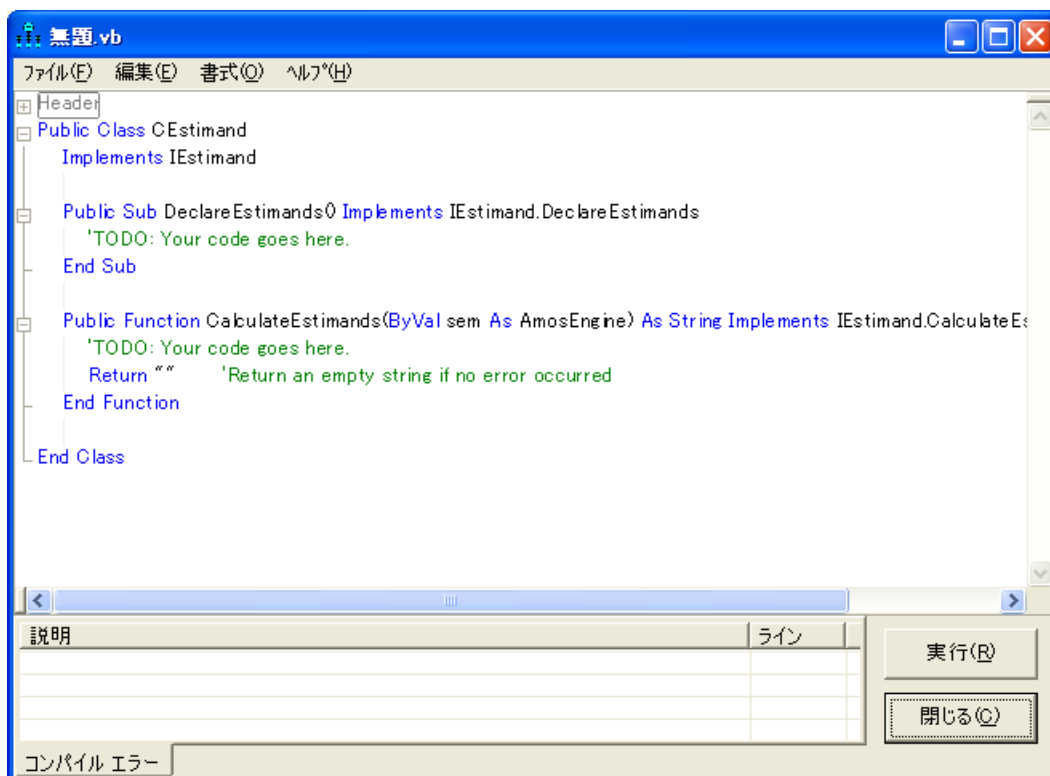 無題.vb
ファイル(F) 編集(E) 書式(O) ヘルプ(H)
Header
Public Class CEstimand
Implements IEstimand
Public Sub DeclareEstimands() Implements IEstimand.DeclareEstimands
'TODO: Your code goes here.
End Sub
Public Function CalculateEstimands(ByVal sem As AmosEngine) As String Implements IEstimand.CalculateEs
'TODO: Your code goes here.
Return "" 'Return an empty string if no error occurred
End Function
End Class
説明 ライン
実行(R)
閉じる(C)
コンパイル エラー